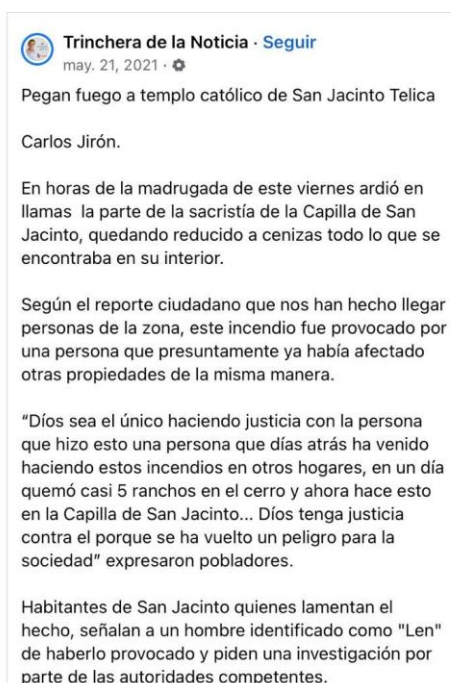 Trinchera de la Noticia · Seguir
may. 21, 2021 ·
Pegan fuego a templo católico de San Jacinto Telica
Carlos Jirón.
En horas de la madrugada de este viernes ardió en
llamas la parte de la sacristía de la Capilla de San
Jacinto, quedando reducido a cenizas todo lo que se
encontraba en su interior.
Según el reporte ciudadano que nos han hecho llegar
personas de la zona, este incendio fue provocado por
una persona que presuntamente ya había afectado
otras propiedades de la misma manera.
“Díos sea el único haciendo justicia con la persona
que hizo esto una persona que días atrás ha venido
haciendo estos incendios en otros hogares, en un día
quemó casi 5 ranchos en el cerro y ahora hace esto
en la Capilla de San Jacinto... Díos tenga justicia
contra el porque se ha vuelto un peligro para la
sociedad” expresaron pobladores.
Habitantes de San Jacinto quienes lamentan el
hecho, señalan a un hombre identificado como "Len"
de haberlo provocado y piden una investigación por
parte de las autoridades competentes.